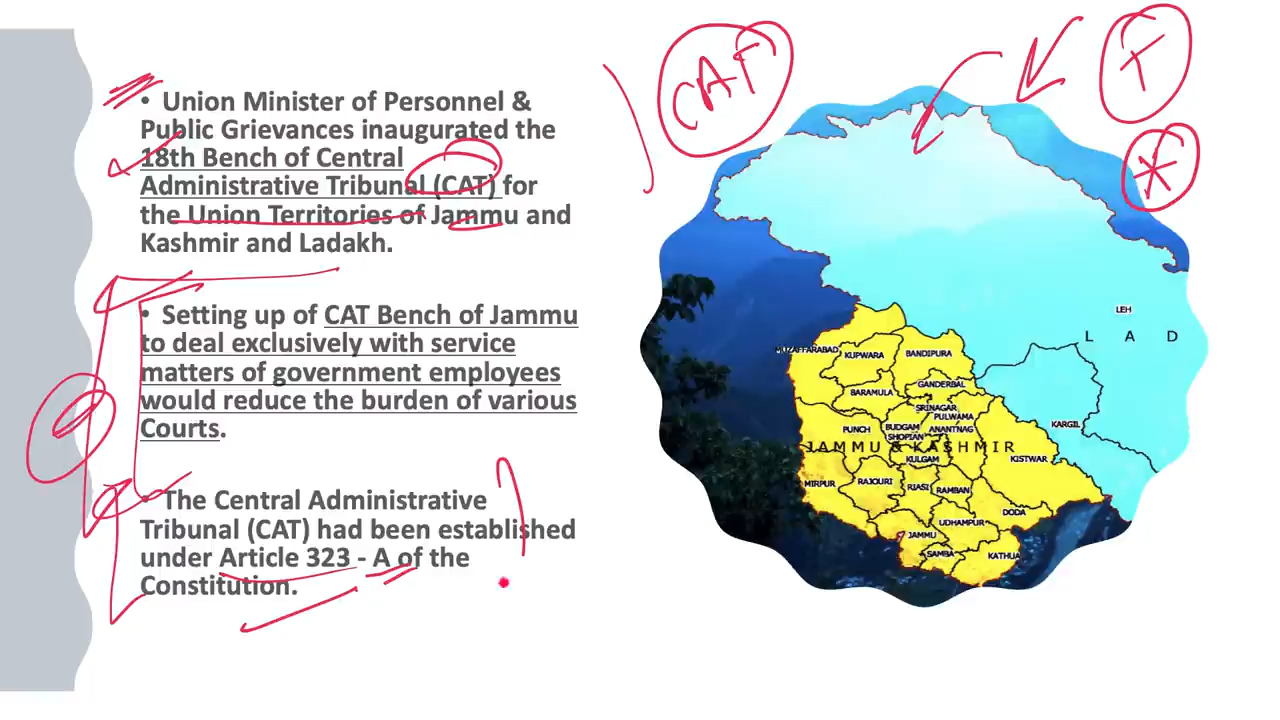 • Union Minister of Personnel &
Public Grievances inaugurated the
18th Bench of Central
Administrative Tribunal (CAT) for
the Union Territories of Jammu and
Kashmir and Ladakh.
• Setting up of CAT Bench of Jammu
to deal exclusively with service
matters of government employees
would reduce the burden of various
Courts.
• The Central Administrative
Tribunal (CAT) had been established
under Article 323 - A of the
Constitution.
CAT
T
LEH
L A D
MUZAFFARABAD
KUPWARA
BANDIPURA
GANDERBAL
BARAMULA
SRINAGAR
PULWAMA
PUNCH
BUDGAM
ANANTNAG
SHOPIAN
KARGIL
JAMMU & KASHMIR
KULGAM
KISTWAR
MIRPUR
RAJOURI
RIASI
RAMBAN
DODA
UDHAMPUR
JAMMU
SAMBA
KATHUA